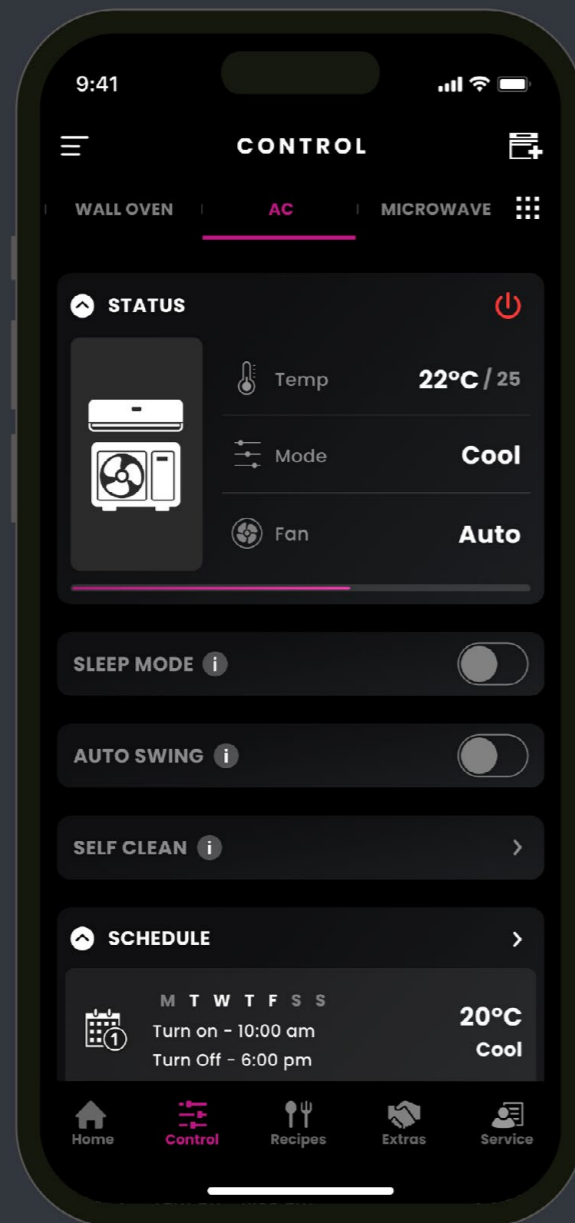 9:41
CONTROL
WALL OVEN AC MICROWAVE
STATUS
Temp 22°C / 25
Mode Cool
Fan Auto
SLEEP MODE i
AUTO SWING i
SELF CLEAN i
SCHEDULE
M T W T F S S
1
Turn on - 10:00 am
Turn Off - 6:00 pm
20°C
Cool
Home Control Recipes Extras Service